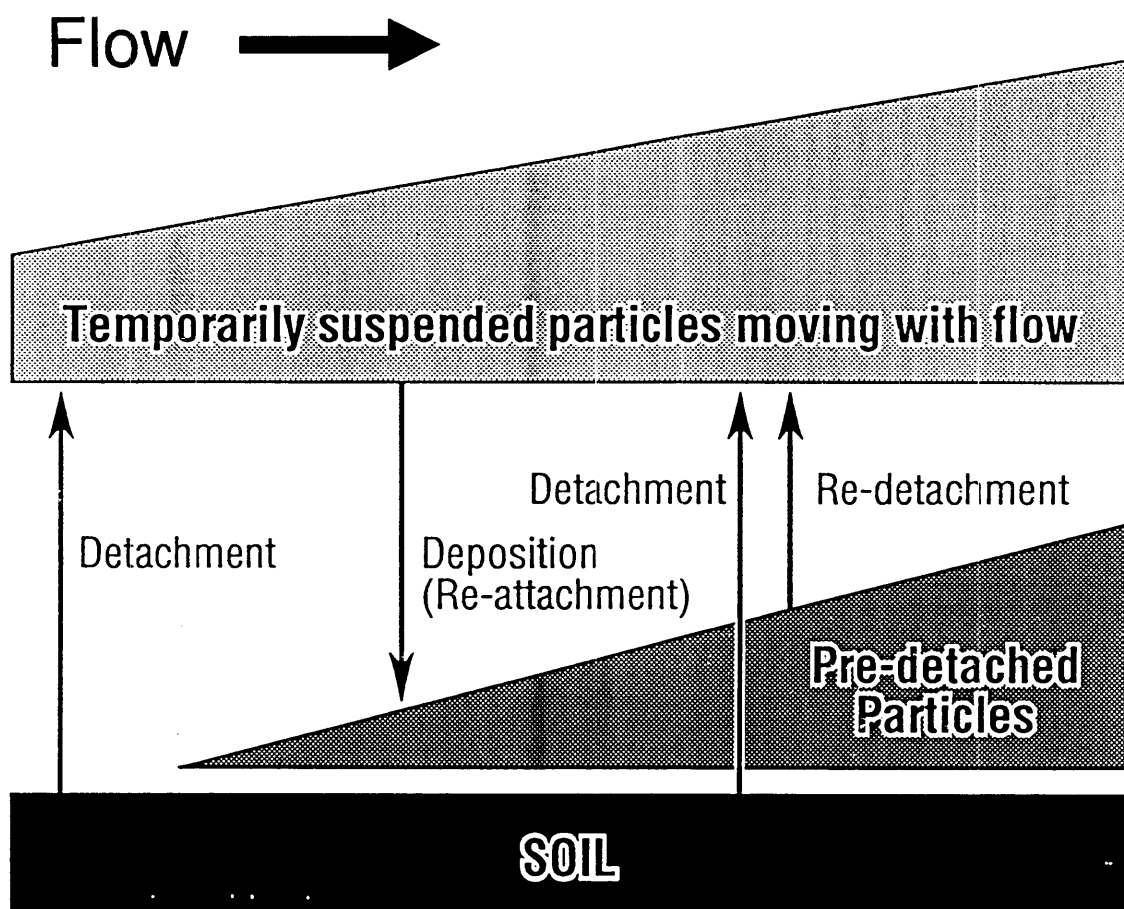 Flow
Temporarily suspended particles moving with flow
Detachment
Re-detachment
Detachment
Deposition
(Re-attachment)
Pre-detached
Particles
SOIL